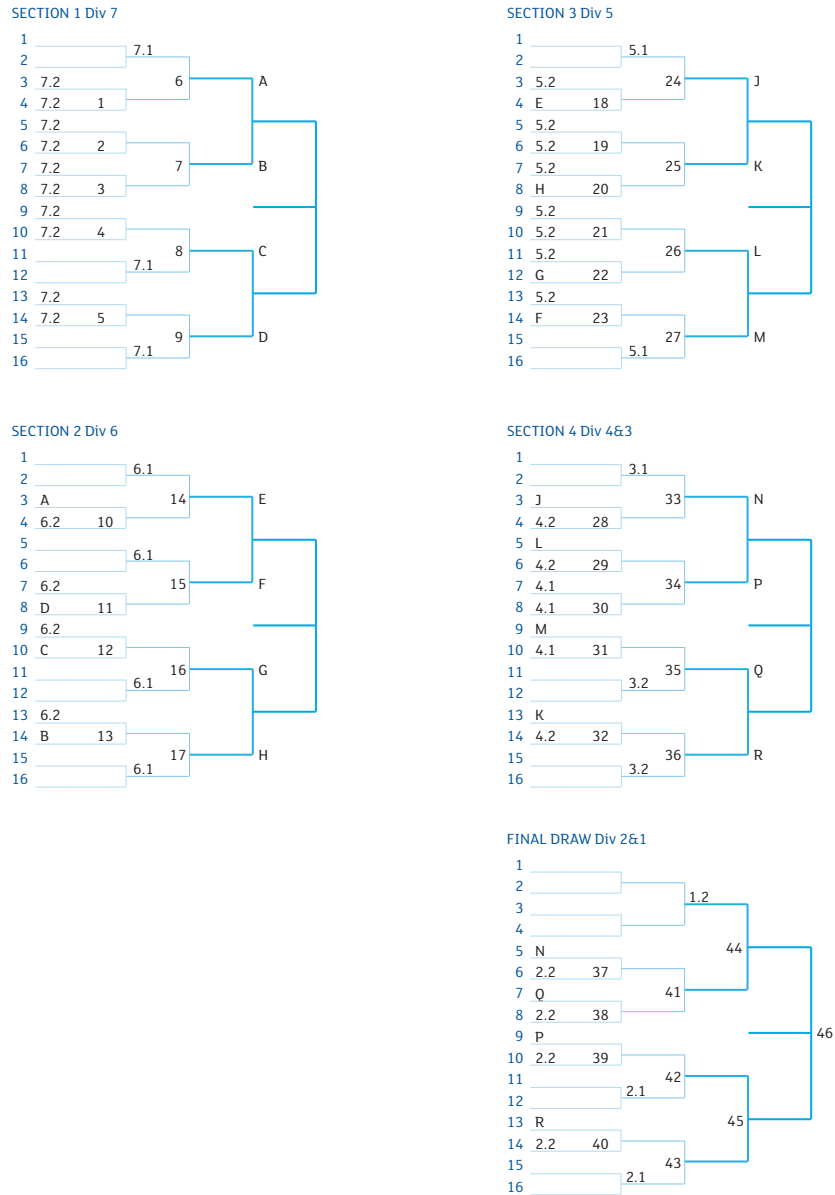 SECTION 1 Div 7
1
7.1
2
3 7.2 6 A
4 7.2 1
5 7.2
6 7.2 2
7 7.2 7 B
8 7.2 3
9 7.2
10 7.2 4
11 8 C
12 7.1
13 7.2
14 7.2 5
15 9 D
16 7.1
SECTION 3 Div 5
1
5.1
2
3 5.2 24 J
4 E 18
5 5.2
6 5.2 19
7 5.2 25 K
8 H 20
9 5.2
10 5.2 21
11 5.2 26 L
12 G 22
13 5.2
14 F 23
15 27 M
16 5.1
SECTION 2 Div 6
1
6.1
2
3 A 14 E
4 6.2 10
5
6.1
6
7 6.2 15 F
8 D 11
9 6.2
10 C 12
11 16 G
12 6.1
13 6.2
14 B 13
15 17 H
16 6.1
SECTION 4 Div 4&3
1
3.1
2
3 J 33 N
4 4.2 28
5 L
6 4.2 29
7 4.1 34 P
8 4.1 30
9 M
10 4.1 31
11 35 Q
12 3.2
13 K
14 4.2 32
15 36 R
16 3.2
FINAL DRAW Div 2&1
1
2
1.2
3
4
5 N 44
6 2.2 37
7 Q 41
8 2.2 38
9 P 46
10 2.2 39
11 42
12 2.1
13 R 45
14 2.2 40
15 43
16 2.1